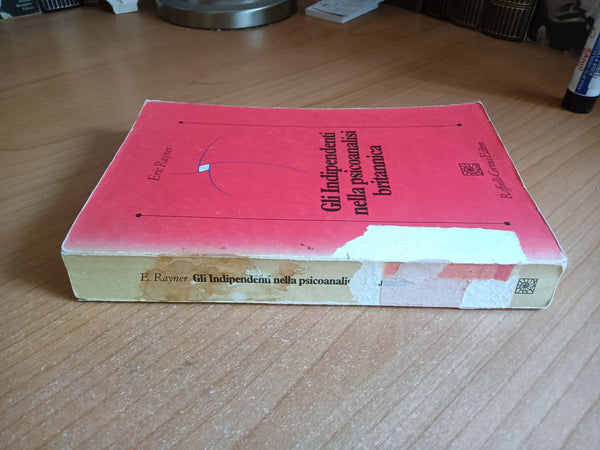 Eric Rayner
Gli Indipendenti
nella psicoanalisi
britannica
Raffaello Cortina Editore
E. Rayner Gli Indipendenti nella psicoanali